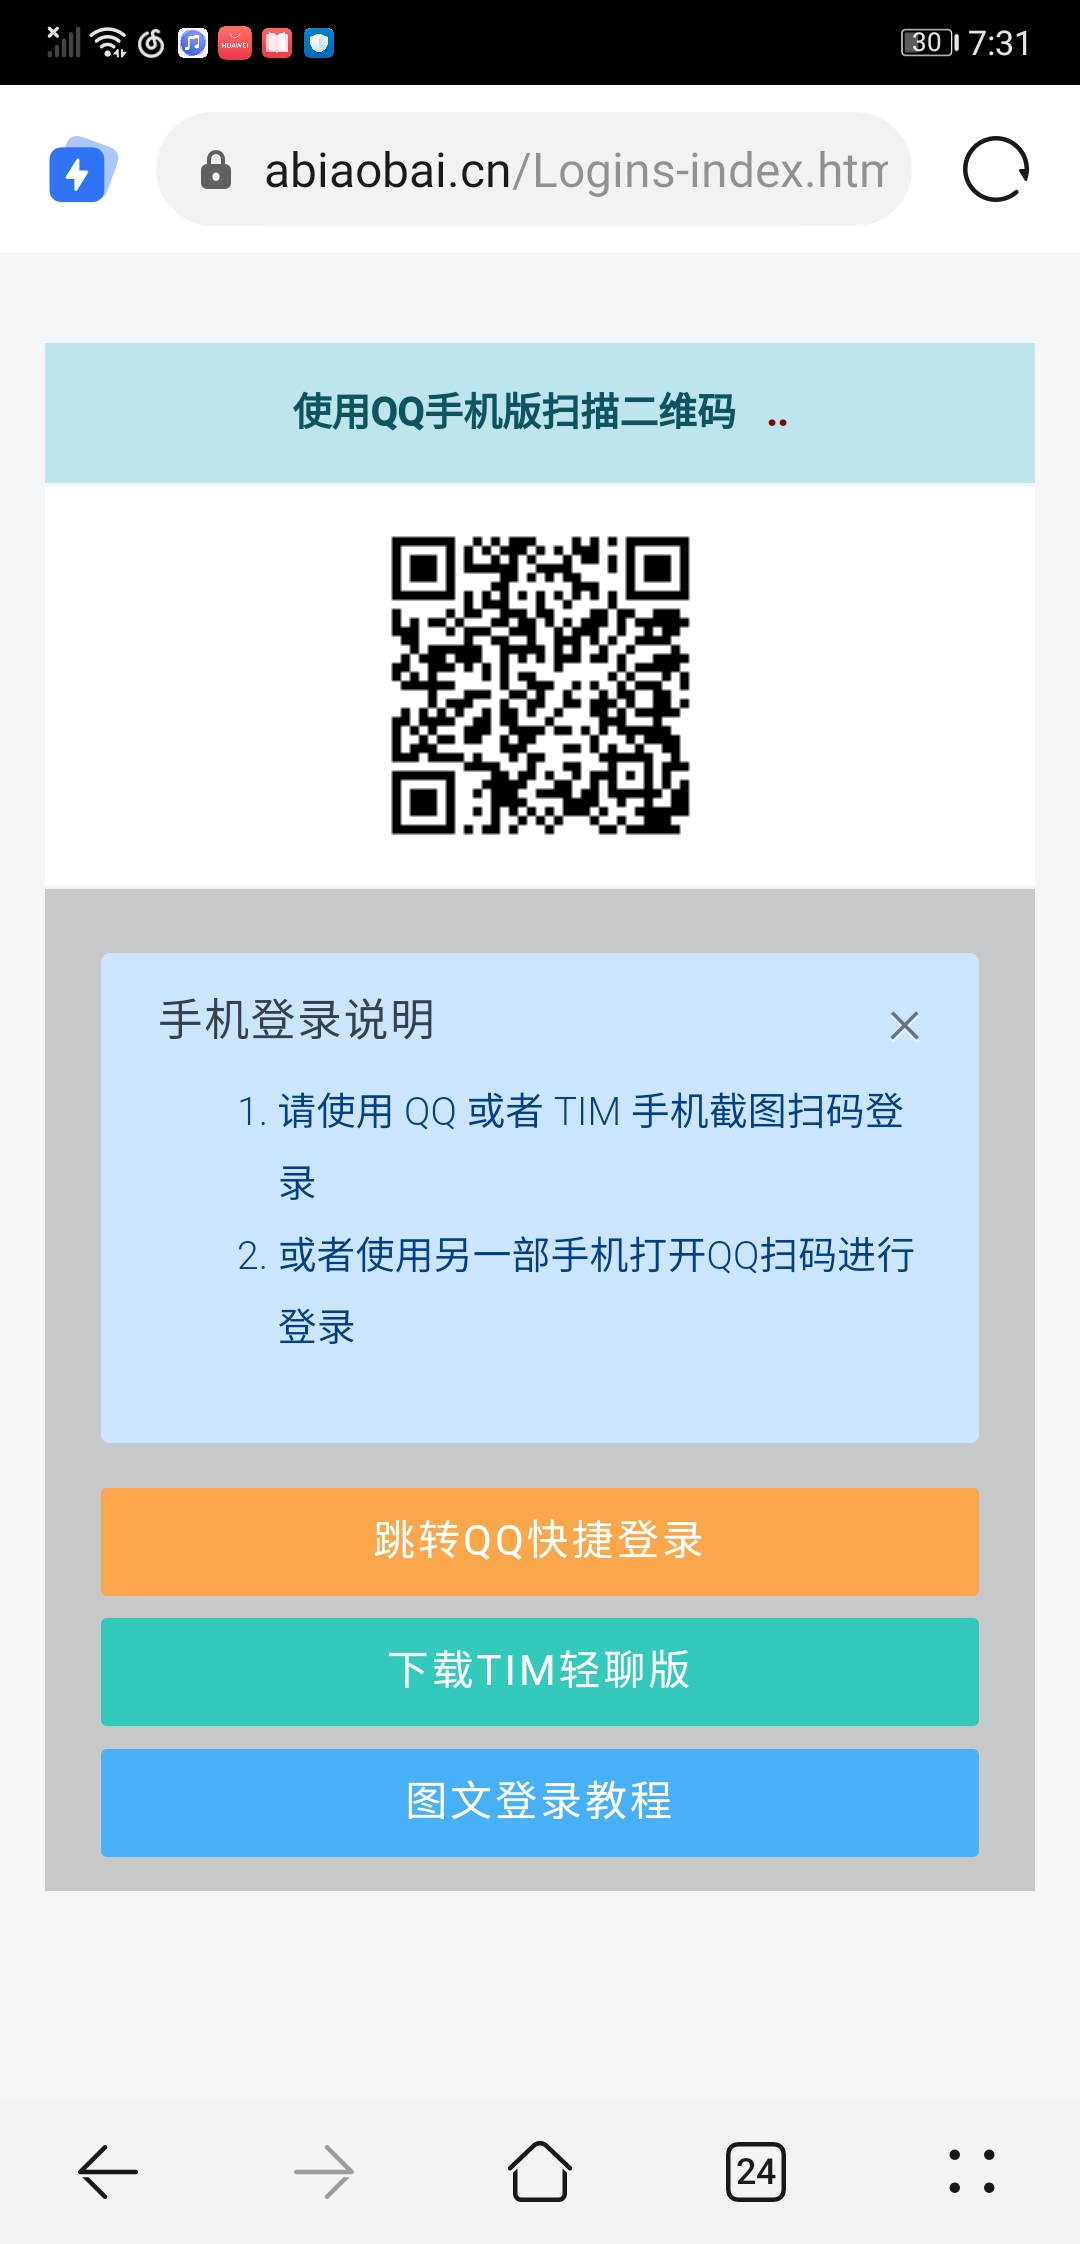 30 7:31
HUAWEI
abiaobai.cn/Logins-index.htm
使用QQ手机版扫描二维码 ..
手机登录说明
1. 请使用 QQ 或者 TIM 手机截图扫码登
录
2. 或者使用另一部手机打开QQ扫码进行
登录
跳转QQ快捷登录
下载TIM轻聊版
图文登录教程
24